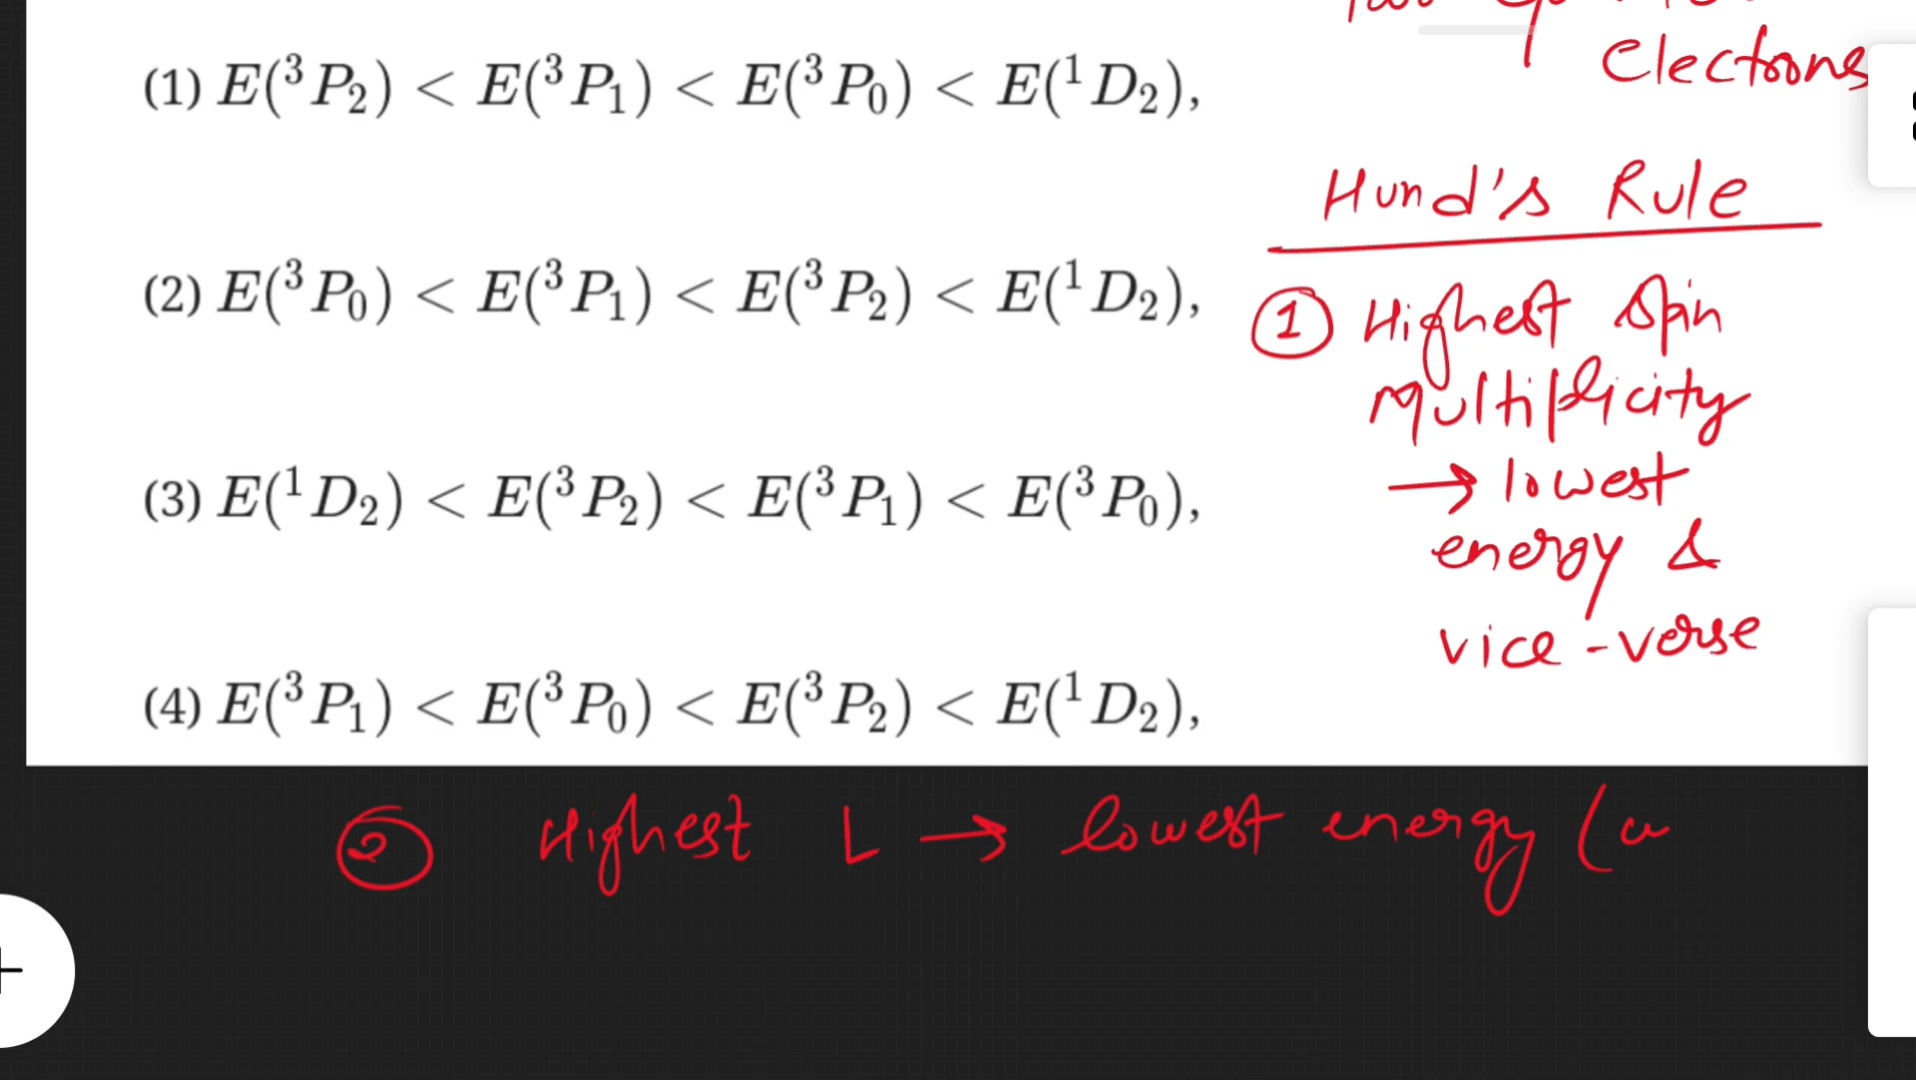 Electrons
(1) E(³P₂) < E(³P₁) < E(³P₀) < E(¹D₂),
Hund's Rule
(2) E(³P₀) < E(³P₁) < E(³P₂) < E(¹D₂),
① Highest spin
multiplicity
(3) E(¹D₂) < E(³P₂) < E(³P₁) < E(³P₀),
→ lowest
energy &
vice-verse
(4) E(³P₁) < E(³P₀) < E(³P₂) < E(¹D₂),
② Highest L → lowest energy (